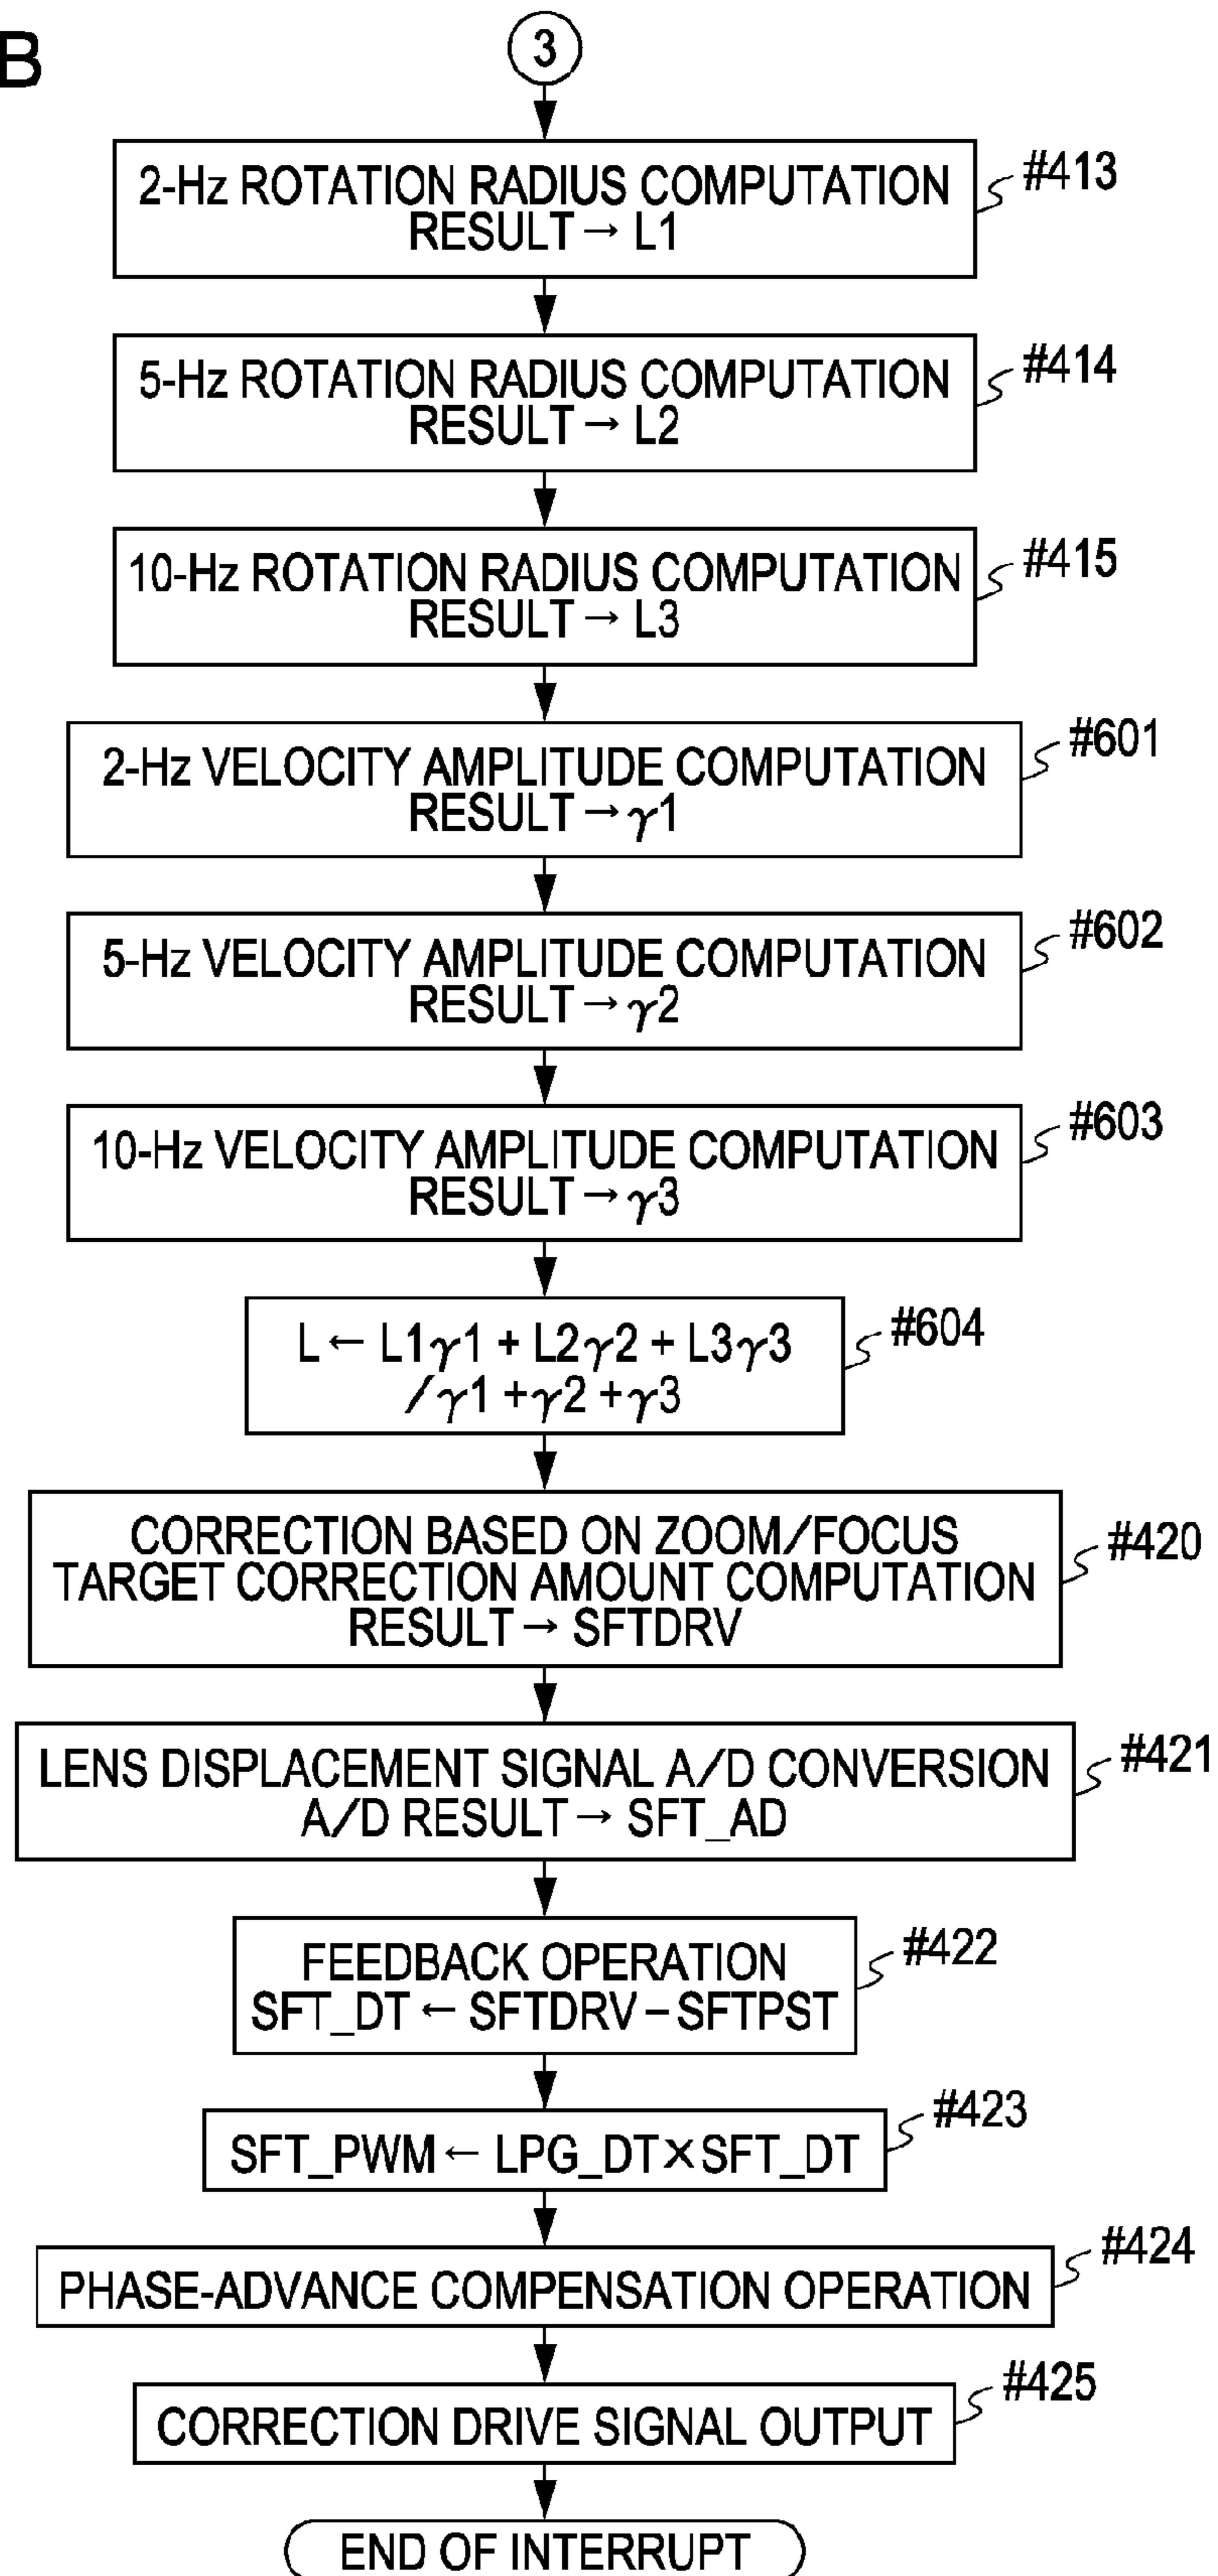 B
3
2-Hz ROTATION RADIUS COMPUTATION
RESULT → L1
#413
5-Hz ROTATION RADIUS COMPUTATION
RESULT → L2
#414
10-Hz ROTATION RADIUS COMPUTATION
RESULT → L3
#415
2-Hz VELOCITY AMPLITUDE COMPUTATION
RESULT → γ1
#601
5-Hz VELOCITY AMPLITUDE COMPUTATION
RESULT → γ2
#602
10-Hz VELOCITY AMPLITUDE COMPUTATION
RESULT → γ3
#603
L ← L1γ1 + L2γ2 + L3γ3
/γ1 +γ2 +γ3
#604
CORRECTION BASED ON ZOOM/FOCUS
TARGET CORRECTION AMOUNT COMPUTATION
RESULT → SFTDRV
#420
LENS DISPLACEMENT SIGNAL A/D CONVERSION
A/D RESULT → SFT_AD
#421
FEEDBACK OPERATION
SFT_DT ← SFTDRV – SFTPST
#422
SFT_PWM ← LPG_DT×SFT_DT
#423
PHASE-ADVANCE COMPENSATION OPERATION
#424
CORRECTION DRIVE SIGNAL OUTPUT
#425
END OF INTERRUPT